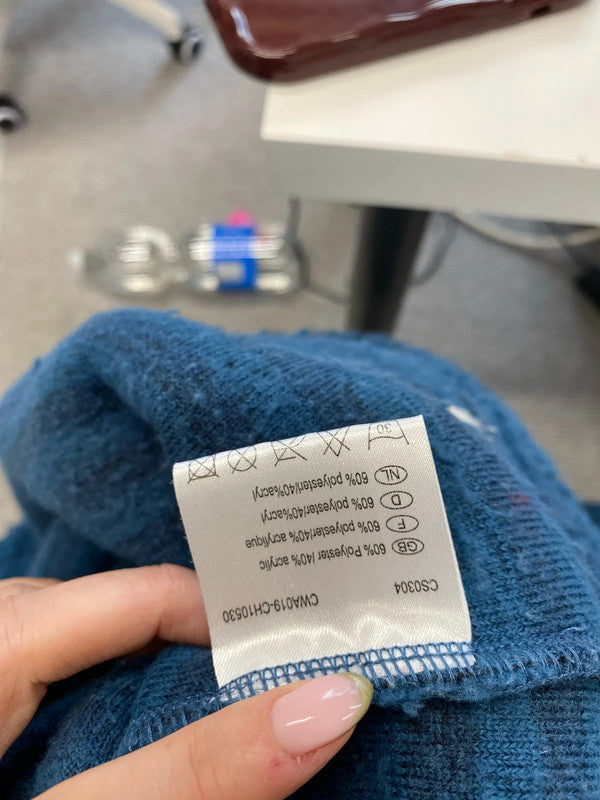 CS0304
CWA019-CH10530
GB 60% Polyester /40% acrylic
F 60% polyester/40% acrylique
D 60% polyester/40%acryl
NL 60% polyester/40%acryl
30